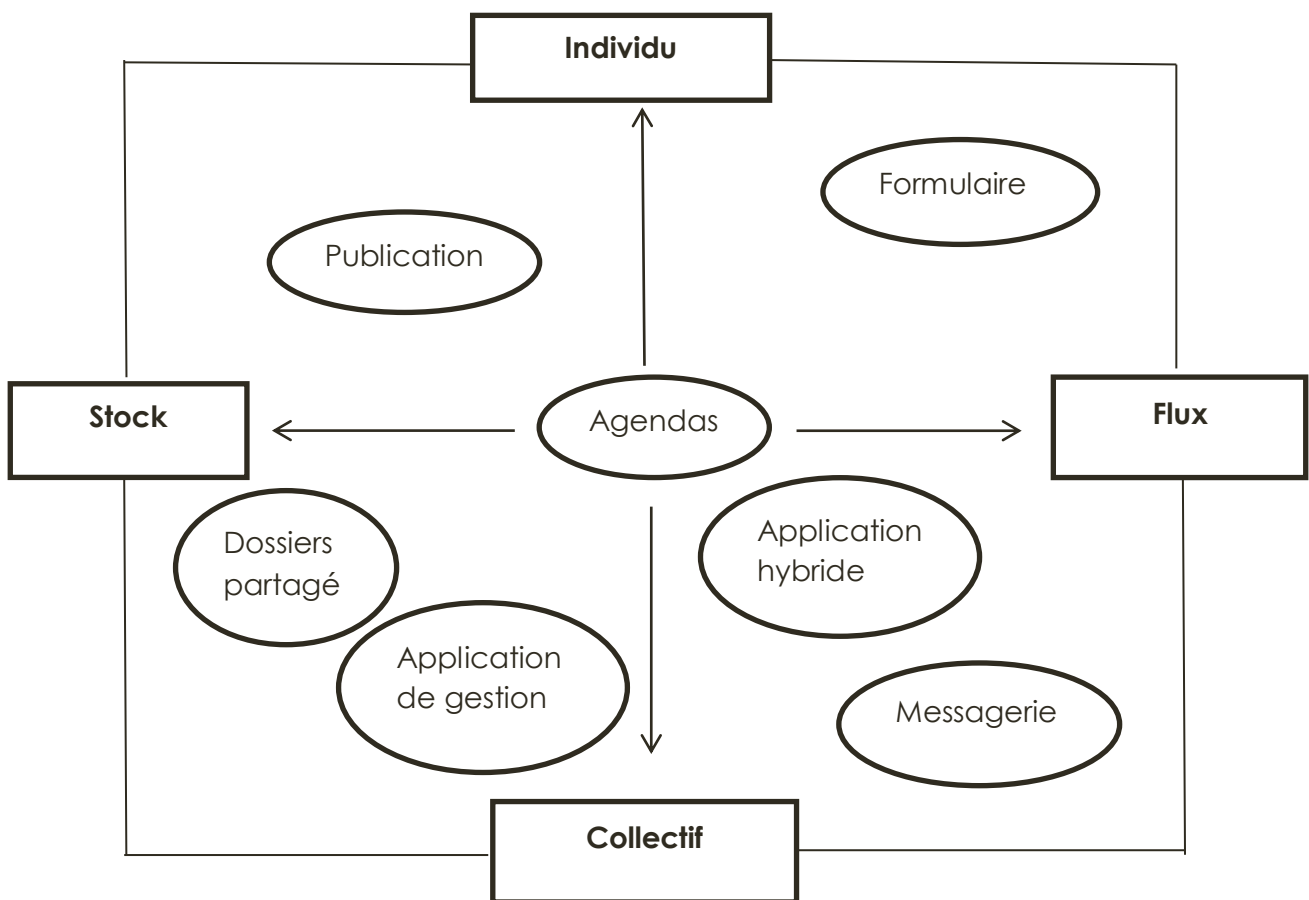 Individu
Formulaire
Publication
Stock
Agendas
Flux
Dossiers
partagé
Application
hybride
Application
de gestion
Messagerie
Collectif